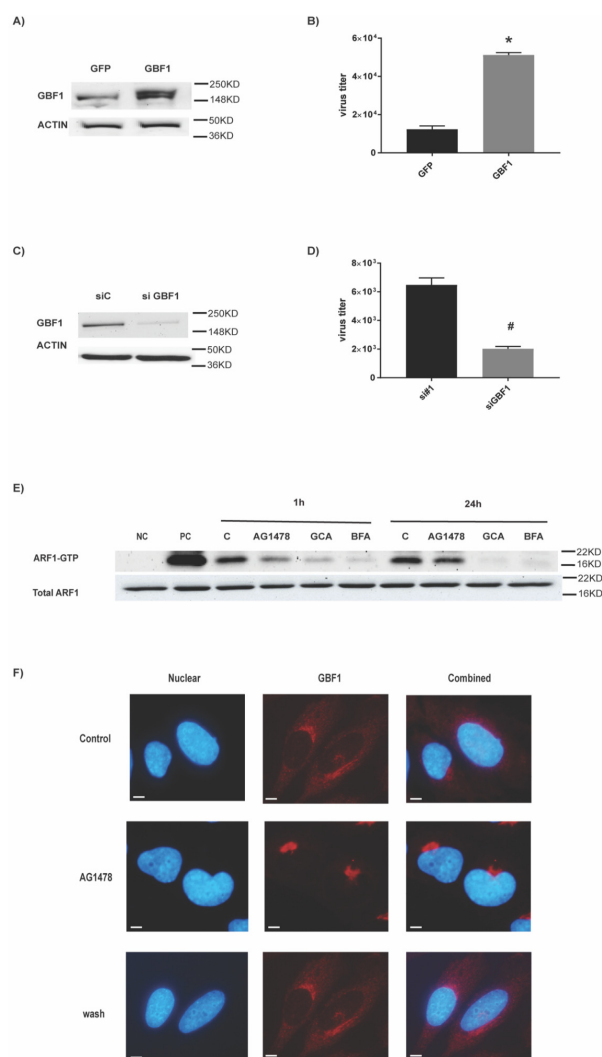 A)
GFP GBF1
GBF1
250KD
148KD
ACTIN
50KD
36KD
B)
virus titer
6×10⁴
4×10⁴
2×10⁴
0
*
GFP
GBF1
C)
siC si GBF1
GBF1
250KD
148KD
ACTIN
50KD
36KD
D)
virus titer
8×10³
6×10³
4×10³
2×10³
0
#
si#1
siGBF1
E)
1h 24h
NC PC C AG1478 GCA BFA C AG1478 GCA BFA
ARF1-GTP
22KD
16KD
Total ARF1
22KD
16KD
F)
Nuclear GBF1 Combined
Control
AG1478
wash